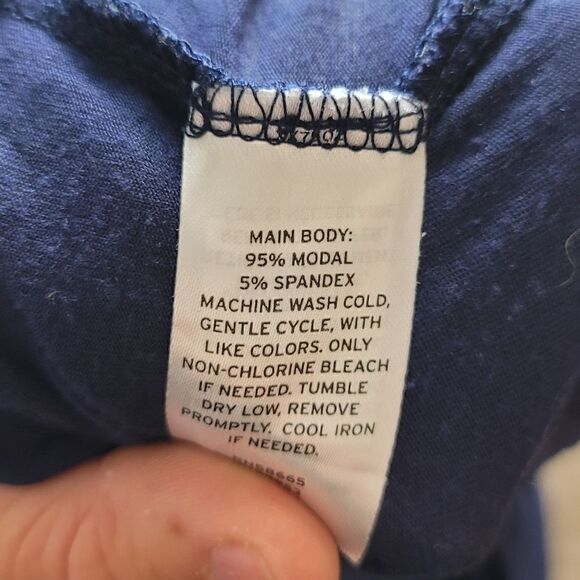 MAIN BODY:
95% MODAL
5% SPANDEX
MACHINE WASH COLD,
GENTLE CYCLE, WITH
LIKE COLORS. ONLY
NON-CHLORINE BLEACH
IF NEEDED. TUMBLE
DRY LOW, REMOVE
PROMPTLY. COOL IRON
IF NEEDED.